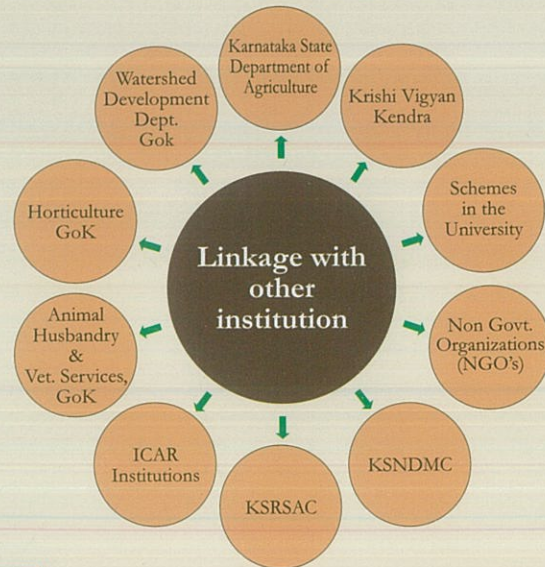 Linkage with
other
institution
Karnataka State
Department of
Agriculture
Krishi Vigyan
Kendra
Schemes
in the
University
Non Govt.
Organizations
(NGO's)
KSNDMC
KSRSAC
ICAR
Institutions
Animal
Husbandry
&
Vet. Services,
GoK
Horticulture
GoK
Watershed
Development
Dept.
Gok